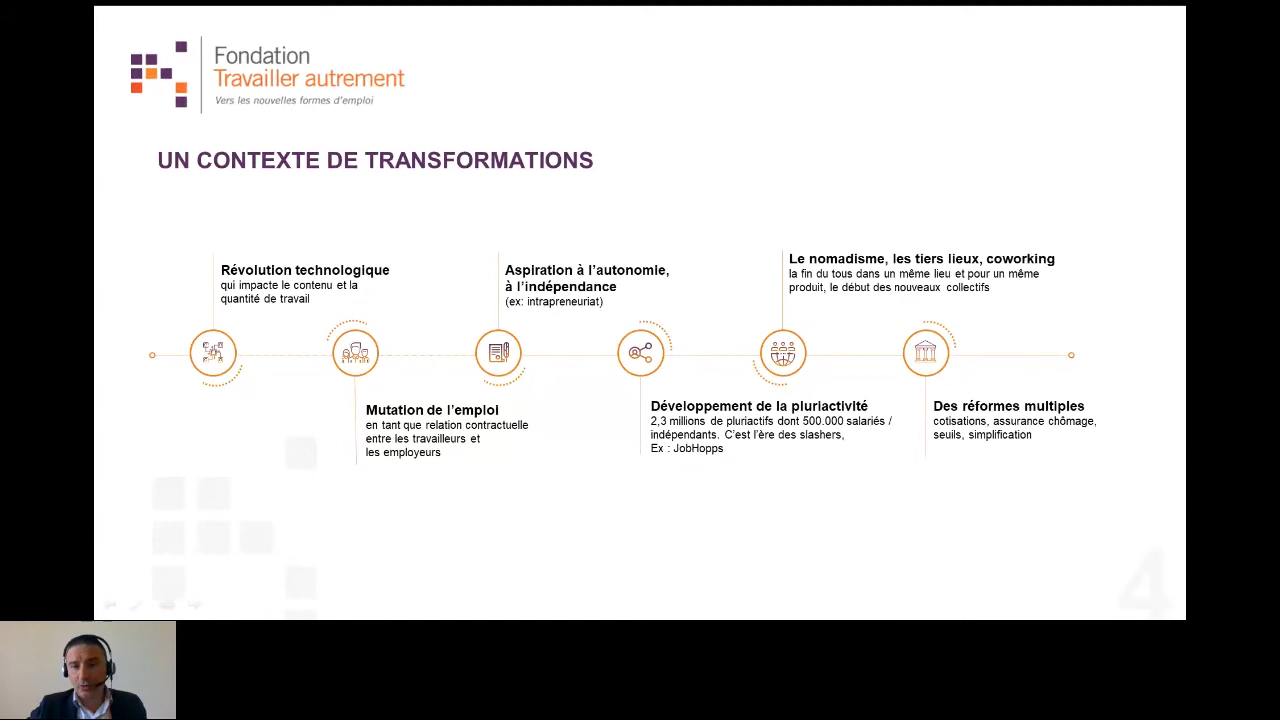 Fondation
Travailler autrement
Vers les nouvelles formes d'emploi
UN CONTEXTE DE TRANSFORMATIONS
Révolution technologique
qui impacte le contenu et la
quantité de travail
Mutation de l'emploi
en tant que relation contractuelle
entre les travailleurs et
les employeurs
Aspiration à l'autonomie,
à l'indépendance
(ex: intrapreneuriat)
Développement de la pluriactivité
2,3 millions de pluriactifs dont 500.000 salariés /
indépendants. C'est l'ère des slashers,
Ex : JobHopps
Le nomadisme, les tiers lieux, coworking
la fin du tous dans un même lieu et pour un même
produit, le début des nouveaux collectifs
Des réformes multiples
cotisations, assurance chômage,
seuils, simplification
4